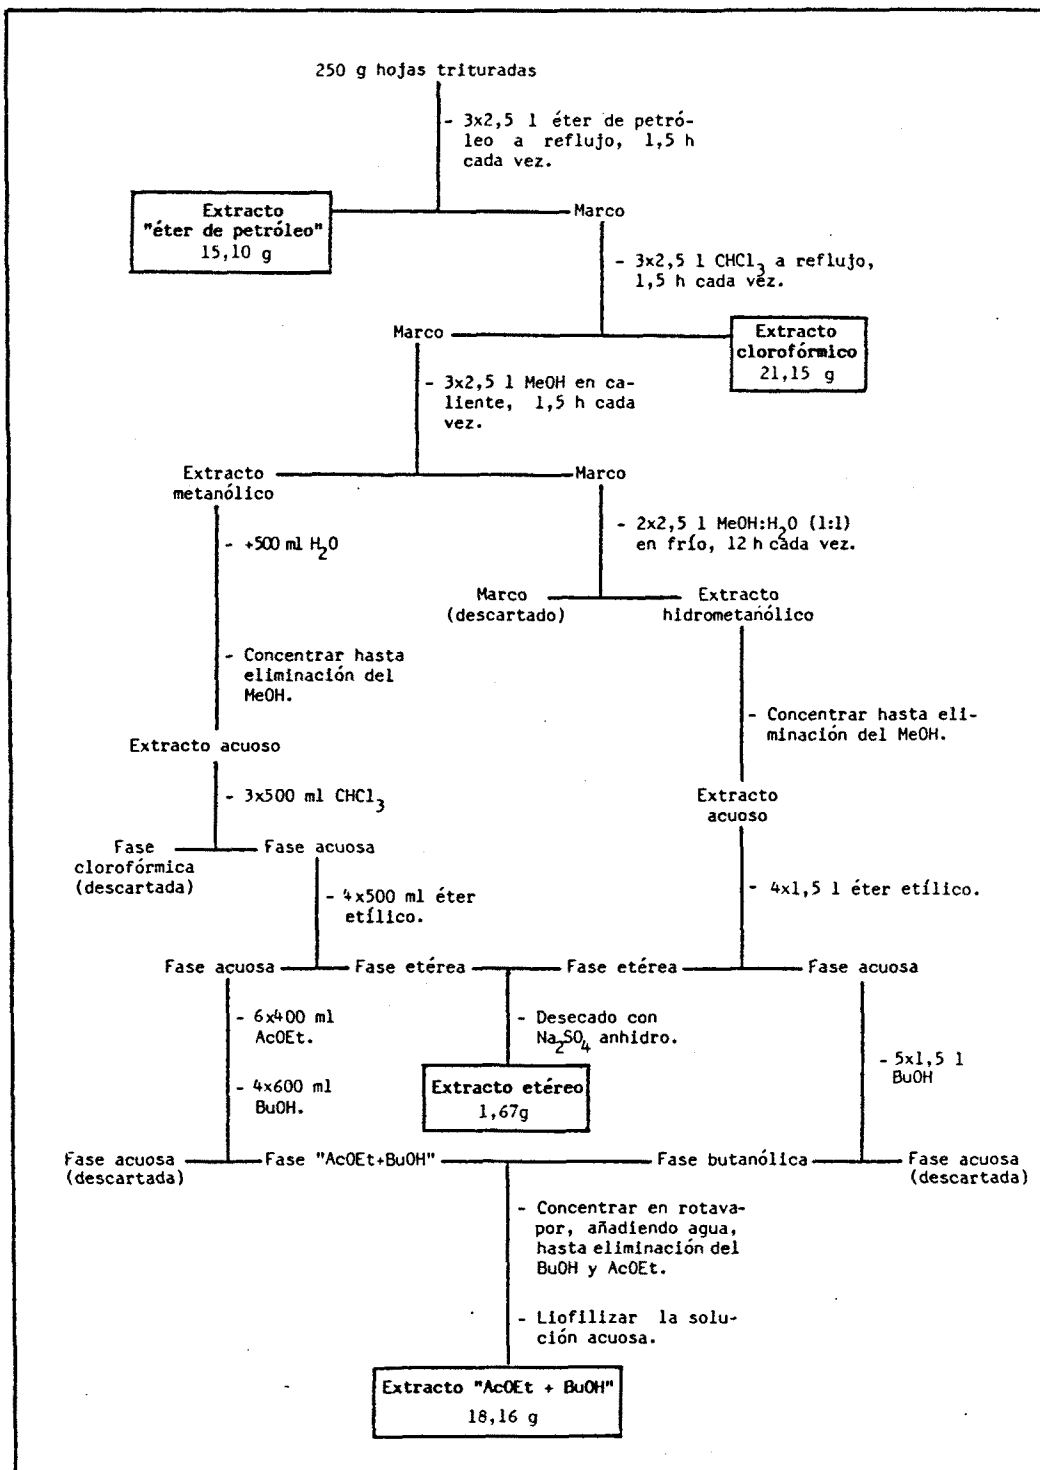 250 g hojas trituradas
- 3x2,5 l éter de petró-
leo a reflujo, 1,5 h
cada vez.
Extracto
"éter de petróleo"
15,10 g
Marco
- 3x2,5 l CHCl3 a reflujo,
1,5 h cada vez.
Marco
Extracto
clorofórmico
21,15 g
- 3x2,5 l MeOH en ca-
liente, 1,5 h cada
vez.
Extracto
metanólico
Marco
- +500 ml H2O
- 2x2,5 l MeOH:H2O (1:1)
en frío, 12 h cada vez.
Marco
(descartado)
Extracto
hidrometanólico
- Concentrar hasta
eliminación del
MeOH.
- Concentrar hasta eli-
minación del MeOH.
Extracto acuoso
- 3x500 ml CHCl3
Extracto
acuoso
Fase
clorofórmica
(descartada)
Fase acuosa
- 4x500 ml éter
etílico.
- 4x1,5 l éter etílico.
Fase acuosa
Fase etérea
Fase etérea
Fase acuosa
- 6x400 ml
AcOEt.
- 4x600 ml
BuOH.
- Desecado con
Na2SO4 anhidro.
Extracto etéreo
1,67g
- 5x1,5 l
BuOH
Fase acuosa
(descartada)
Fase "AcOEt+BuOH"
Fase butanólica
Fase acuosa
(descartada)
- Concentrar en rotava-
por, añadiendo agua,
hasta eliminación del
BuOH y AcOEt.
- Liofilizar la solu-
ción acuosa.
Extracto "AcOEt + BuOH"
18,16 g